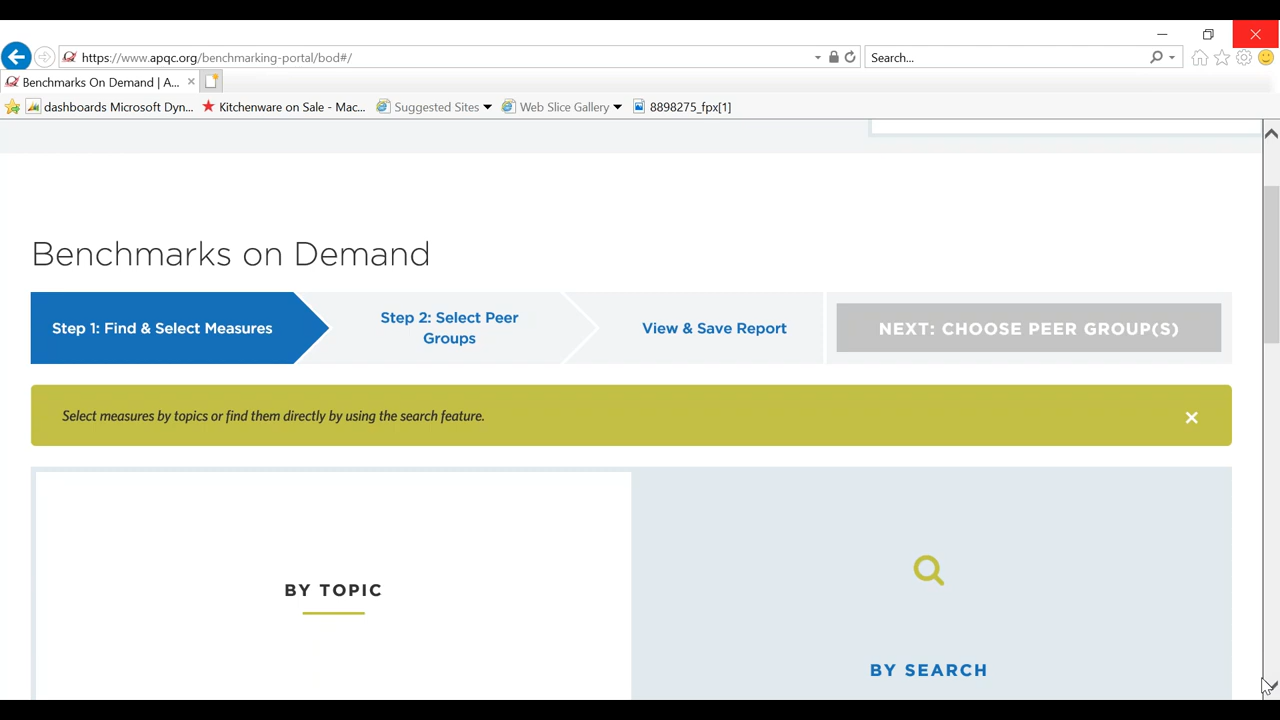 https://www.apqc.org/benchmarking-portal/bod#/
Search...
Benchmarks On Demand | A...
dashboards Microsoft Dyn...
Kitchenware on Sale - Mac...
Suggested Sites
Web Slice Gallery
8898275_fpx[1]
Benchmarks on Demand
Step 1: Find & Select Measures
Step 2: Select Peer
Groups
View & Save Report
NEXT: CHOOSE PEER GROUP(S)
Select measures by topics or find them directly by using the search feature.
BY TOPIC
BY SEARCH